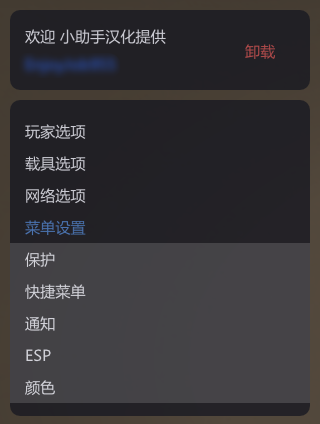 欢迎 小助手汉化提供
卸载
玩家选项
载具选项
网络选项
菜单设置
保护
快捷菜单
通知
ESP
颜色